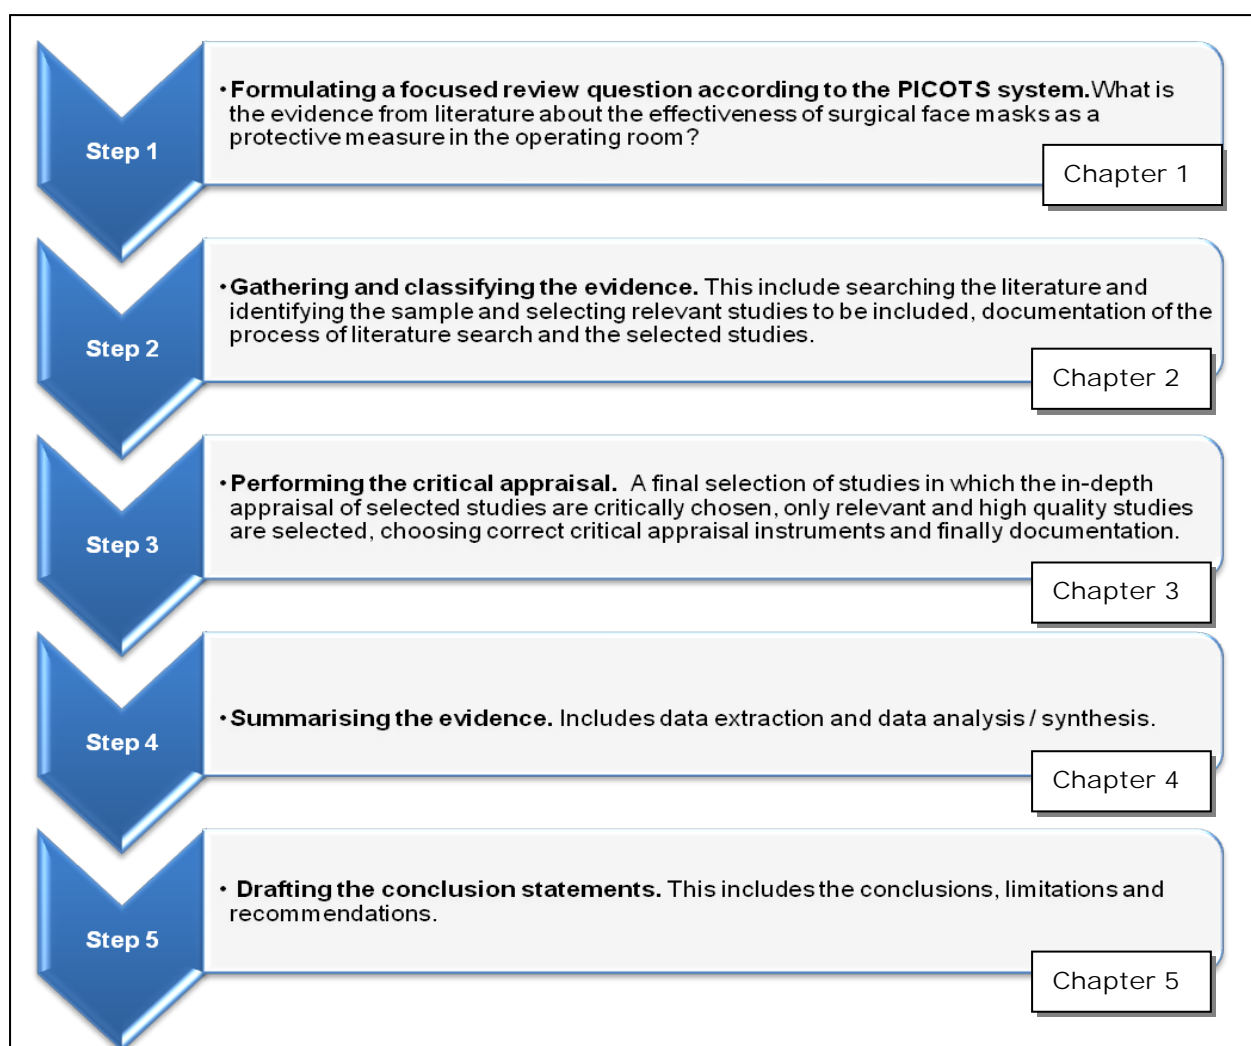 Step 1
•Formulating a focused review question according to the PICOTS system.What is
the evidence from literature about the effectiveness of surgical face masks as a
protective measure in the operating room?
Chapter 1
Step 2
•Gathering and classifying the evidence. This include searching the literature and
identifying the sample and selecting relevant studies to be included, documentation of the
process of literature search and the selected studies.
Chapter 2
Step 3
•Performing the critical appraisal. A final selection of studies in which the in-depth
appraisal of selected studies are critically chosen, only relevant and high quality studies
are selected, choosing correct critical appraisal instruments and finally documentation.
Chapter 3
Step 4
•Summarising the evidence. Includes data extraction and data analysis / synthesis.
Chapter 4
Step 5
• Drafting the conclusion statements. This includes the conclusions, limitations and
recommendations.
Chapter 5